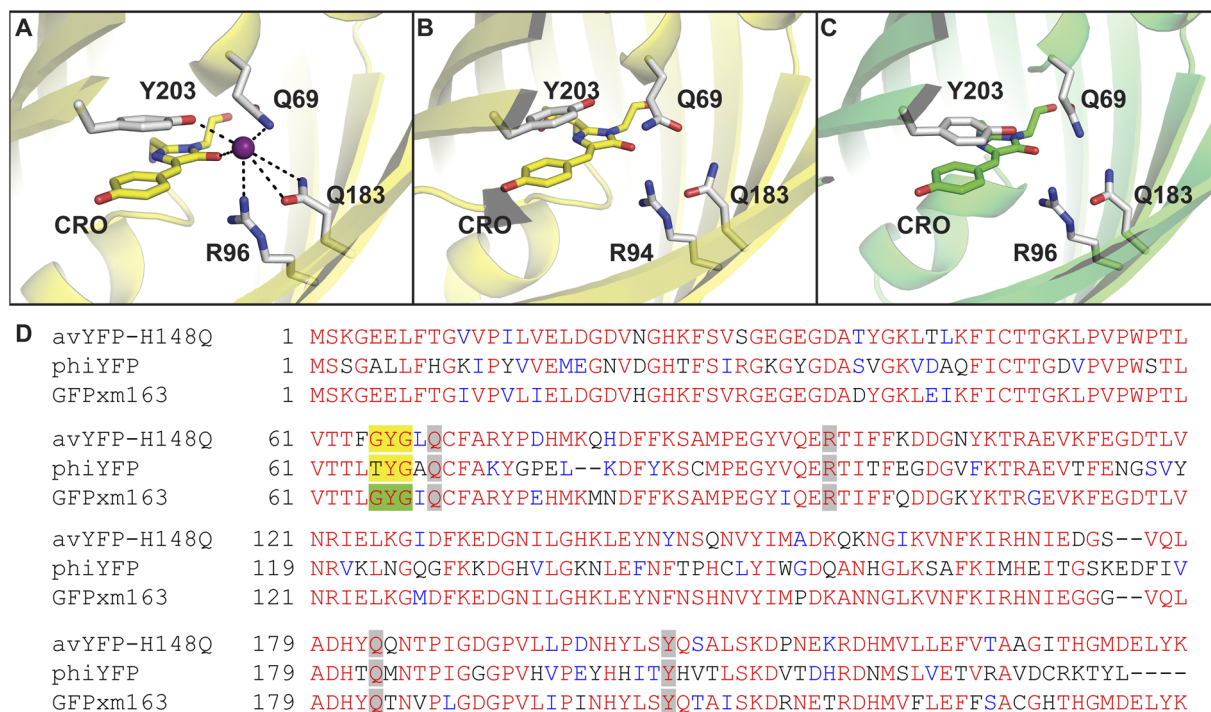 A B C
Y203 Q69 Y203 Q69 Y203 Q69
CRO R96 Q183 CRO R94 Q183 CRO R96 Q183
D avYFP-H148Q 1 MSKGEELFTGVVPILVELDGDVNGHKFSVSGEGEGDATYGKLTLKFICTTGKLPVPWPTL
phiYFP 1 MSSGALLFHGKIPYVVEMEGNVDGHTFSIRGKGYGDASVGKVDAQFICTTGDVPVPWSTL
GFPxm163 1 MSKGEELFTGIVPVLIELDGDVHGHKFSVRGEGEGDADYGKLEIKFICTTGKLPVPWPTL
avYFP-H148Q 61 VTTFGYGLQCFARYPDHMKQHDFFKSAMPEGYVQERTIFFKDDGNYKTRAEVKFEGDTLV
phiYFP 61 VTTLTYGAQCFAKYGPEL--KDFYKSCMPEGYVQERTITFEGDGVFKTRAEVTFENGSVY
GFPxm163 61 VTTLGYGIQCFARYPEHMKMNDFFKSAMPEGYIQERTIFFQDDGKYKTRGEVKFEGDTLV
avYFP-H148Q 121 NRIELKGIDFKEDGNILGHKLEYNYNSQNVYIMADKQKNGIKVNFKIRHNIEDGS--VQL
phiYFP 119 NRVKLNGQGFKKDGHVLGKNLEFNFTPHCLYIWGDQANHGLKSAFKIMHEITGSKEDFIV
GFPxm163 121 NRIELKGMDFKEDGNILGHKLEYNFNSHNVYIMPDKANNGLKVNFKIRHNIEGGG--VQL
avYFP-H148Q 179 ADHYQQNTPIGDGPVLLPDNHYLSYQSALSKDPNEKRDHMVLLEFVTAAGITHGMDELYK
phiYFP 179 ADHTQMNTPIGGGPVHVPEYHHITYHVTLSKDVTDHRDNMSLVETVRAVDCRKTYL----
GFPxm163 179 ADHYQTNVPLGDGPVLIPINHYLSYQTAISKDRNETRDHMVFLEFFSACGHTHGMDELYK